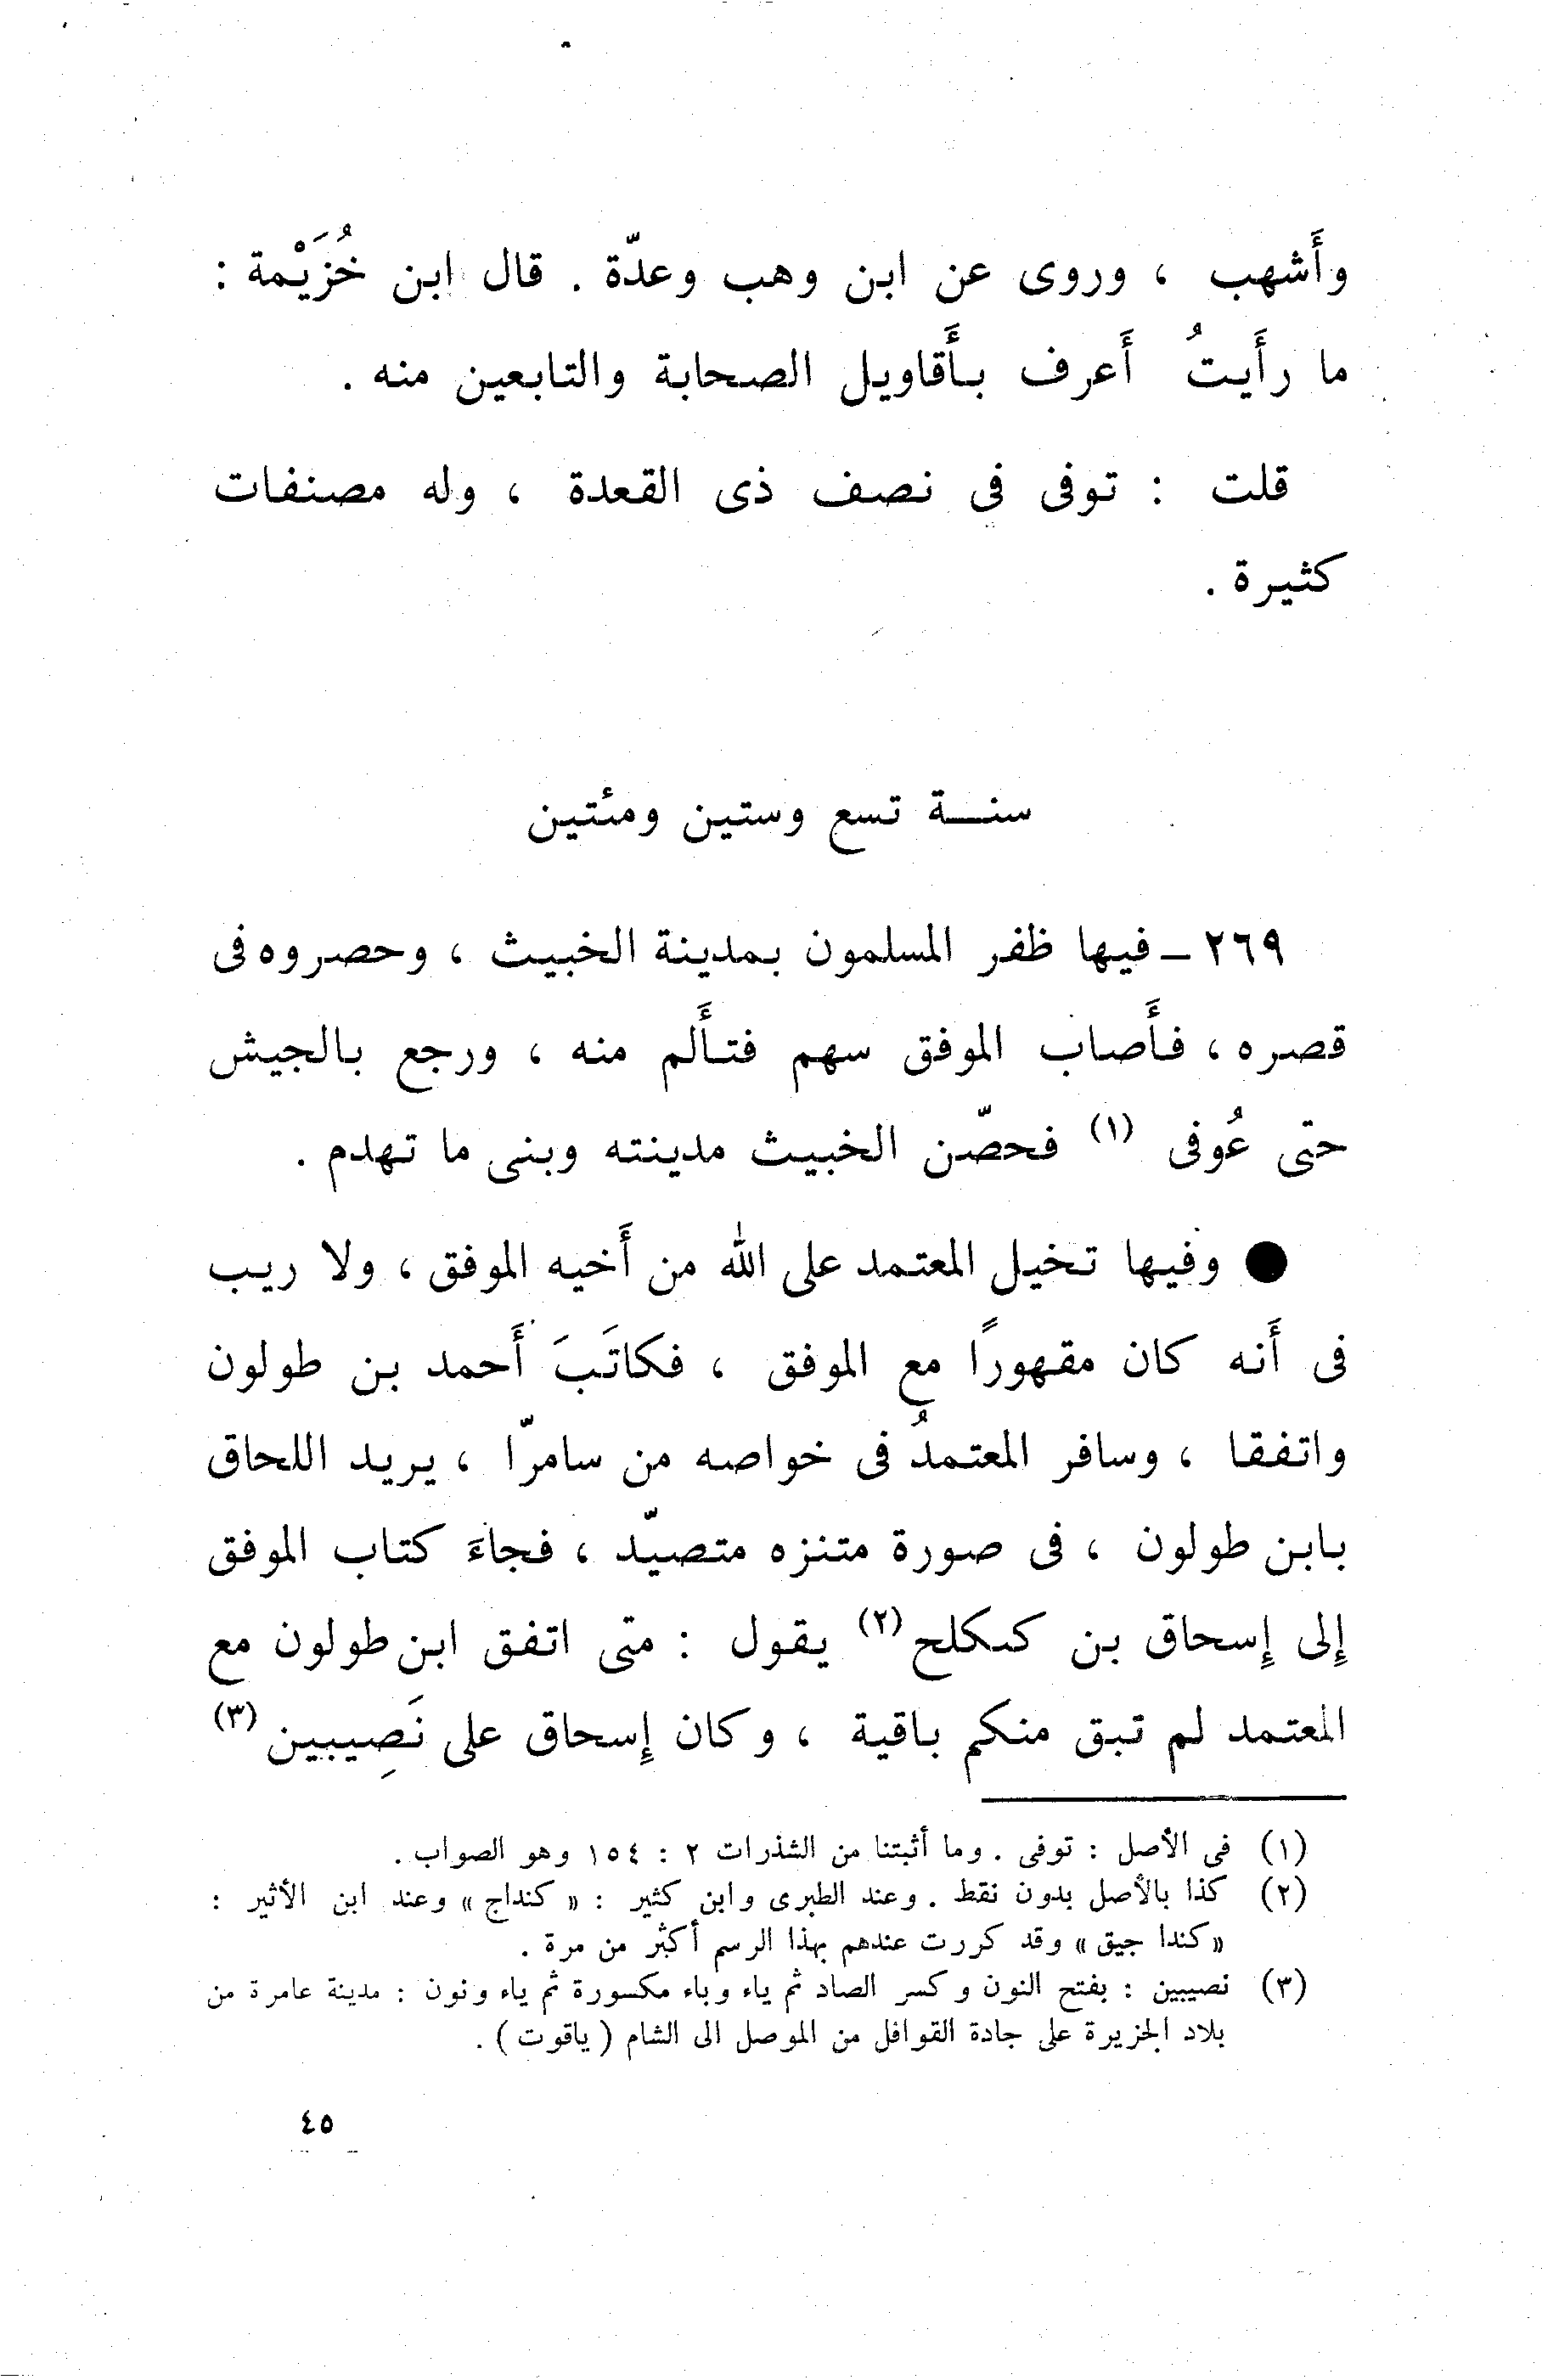 وأَشهب ، وروى عن ابن وهب وعدّة . قال ابن خُزَيْمة :
ما رأَيتُ أَعرف بأَقاويل الصحابة والتابعين منه .
قلت : توفى فى نصف ذى القعدة ، وله مصنفات
كثيرة .
سنـــة تسع وستين ومئتين
٢٦٩ ــ فيها ظفر المسلمون بمدينة الخبيث ، وحصروه فى
قصره ، فأَصاب الموفق سهم فتأَلم منه ، ورجع بالجيش
حتى عُوفى (١) فحصّن الخبيث مدينته وبنى ما تهدم .
● وفيها تخيل المعتمد على الله من أَخيه الموفق ، ولا ريب
فى أَنه كان مقهورًا مع الموفق ، فكاتَبَ أَحمد بن طولون
واتفقا ، وسافر المعتمدُ فى خواصه من سامرّا ، يريد اللحاق
بابن طولون ، فى صورة متنزه متصيّد ، فجاءَ كتاب الموفق
إلى إسحاق بن كىكلح (٢) يقول : متى اتفق ابن طولون مع
المعتمد لم تبق منكم باقية ، وكان إسحاق على نَصِيبين (٣)
(١) فى الأصل : توفى . وما أثبتنا من الشذرات ٢ : ١٥٤ وهو الصواب .
(٢) كذا بالأصل بدون نقط . وعند الطبرى وابن كثير : « كنداج » وعند ابن الأثير :
« كندا جيق » وقد كررت عندهم بهذا الرسم أكثر من مرة .
(٣) نصيبين : بفتح النون وكسر الصاد ثم ياء وباء مكسورة ثم ياء ونون : مدينة عامرة من
بلاد الجزيرة على جادة القوافل من الموصل الى الشام ( ياقوت ) .
٤٥